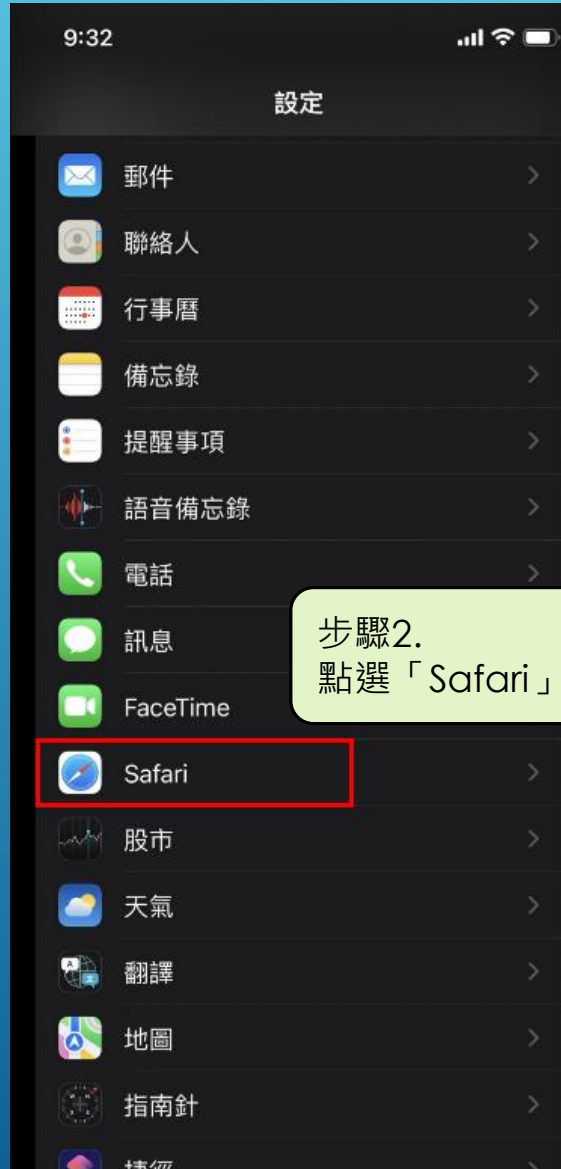 9:32
設定
郵件
聯絡人
行事曆
備忘錄
提醒事項
語音備忘錄
電話
訊息
步驟2.
點選「Safari」
FaceTime
Safari
股市
天氣
翻譯
地圖
指南針
捷徑